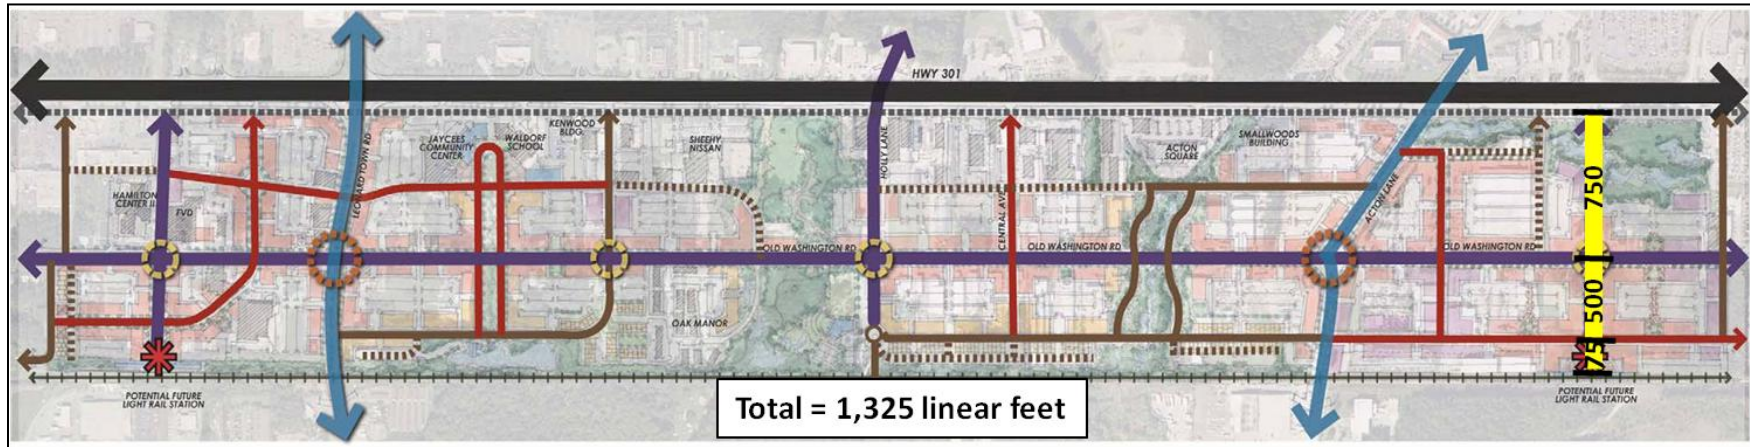 HWY 301
LEONARDTOWN RD
JAYCEES
COMMUNITY
CENTER
WALDORF
SCHOOL
KENWOOD
BLDG.
SHEEHY
NISSAN
HOLLY LANE
SMALLWOODS
BUILDING
ACTON
SQUARE
ACTON LANE
HAMILTON
CENTER II
FVD
CENTRAL AVE
OLD WASHINGTON RD
OLD WASHINGTON RD
OLD WASHINGTON RD
OAK MANOR
750
500
75
POTENTIAL FUTURE
LIGHT RAIL STATION
POTENTIAL FUTURE
LIGHT RAIL STATION
Total = 1,325 linear feet